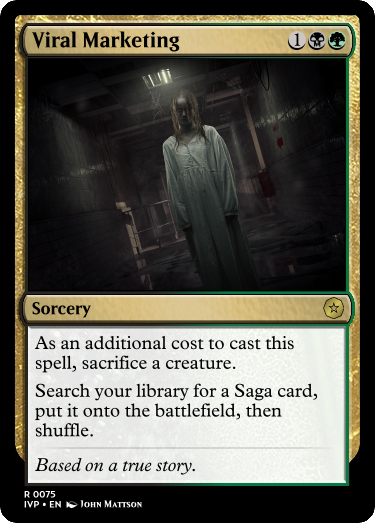 Viral Marketing 1
Sorcery
As an additional cost to cast this
spell, sacrifice a creature.
Search your library for a Saga card,
put it onto the battlefield, then
shuffle.
Based on a true story.
R 0075
IVP • EN John Mattson